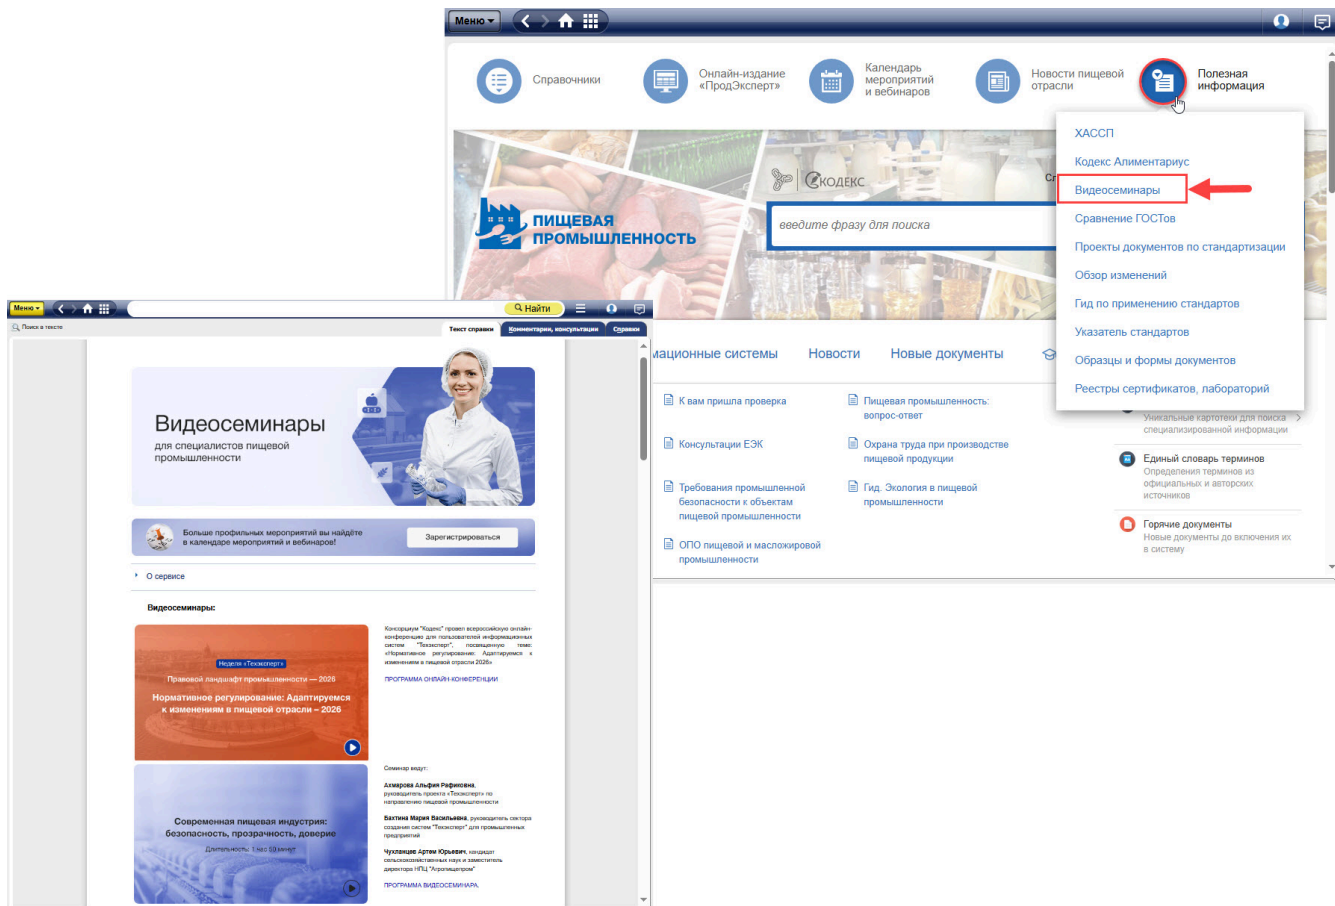 Меню
Справочники
Онлайн-издание
«ПродЭксперт»
Календарь
мероприятий
и вебинаров
Новости пищевой
отрасли
Полезная
информация
ХАССП
Кодекс Алиментариус
Видеосеминары
Сравнение ГОСТов
Проекты документов по стандартизации
Обзор изменений
Гид по применению стандартов
Указатель стандартов
Образцы и формы документов
Реестры сертификатов, лабораторий
КОДЕКС
ПИЩЕВАЯ
ПРОМЫШЛЕННОСТЬ
введите фразу для поиска
Новости
Новые документы
К вам пришла проверка
Консультации ЕЭК
Требования промышленной
безопасности к объектам
пищевой промышленности
ОПО пищевой и масложировой
промышленности
Пищевая промышленность:
вопрос-ответ
Охрана труда при производстве
пищевой продукции
Гид. Экология в пищевой
промышленности
Уникальные картотеки для поиска
специализированной информации
Единый словарь терминов
Определения терминов из
официальных и авторских
источников
Горячие документы
Новые документы до включения их
в систему
Меню
Найти
Поиск в тексте
Текст справки
Комментарии, консультации
Справки
Видеосеминары
для специалистов пищевой
промышленности
Больше профильных мероприятий вы найдёте
в календаре мероприятий и вебинаров!
Зарегистрироваться
О сервисе
Видеосеминары:
Неделя «Техэксперт»
Правовой ландшафт промышленности — 2026
Нормативное регулирование: Адаптируемся
к изменениям в пищевой отрасли – 2026
Консорциум "Кодекс" провел всероссийскую онлайн-
конференцию для пользователей информационных
систем "Техэксперт", посвященную теме:
«Нормативное регулирование: Адаптируемся к
изменениям в пищевой отрасли 2026»
ПРОГРАММА ОНЛАЙН-КОНФЕРЕНЦИИ
Современная пищевая индустрия:
безопасность, прозрачность, доверие
Длительность: 1 час 50 минут
Семинар ведут:
Ахмарова Альфия Рафиковна,
руководитель проекта «Техэксперт» по
направлению пищевой промышленности
Бахтина Мария Васильевна, руководитель сектора
создания систем "Техэксперт" для промышленных
предприятий
Чухланцев Артем Юрьевич, кандидат
сельскохозяйственных наук и заместитель
директора НПЦ "Агропищепром"
ПРОГРАММА ВИДЕОСЕМИНАРА.